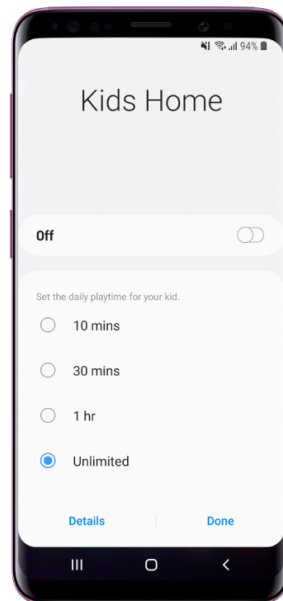 94%
Kids Home
Off
Set the daily playtime for your kid.
10 mins
30 mins
1 hr
Unlimited
Details
Done